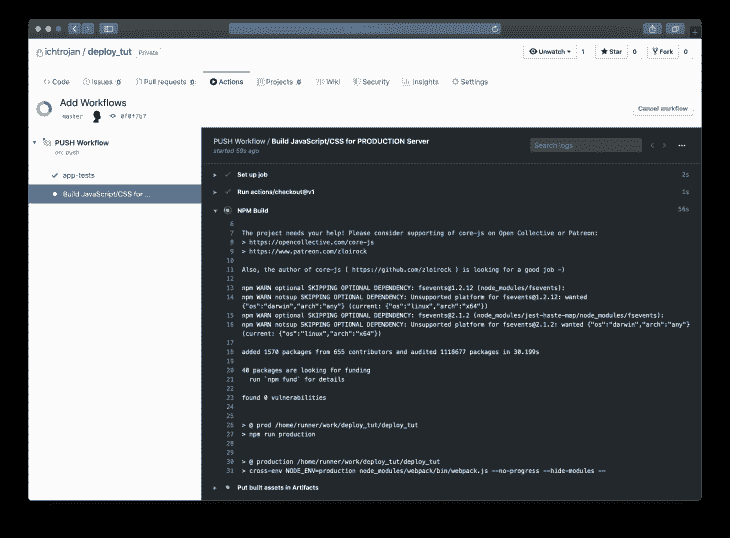 ichtrojan / deploy_tut Private
Unwatch 1 Star 0 Fork 0
Code Issues 0 Pull requests 0 Actions Projects 0 Wiki Security Insights Settings
Add Workflows
master
Cancel workflow
PUSH Workflow
on: push
app-tests
Build JavaScript/CSS for ...
PUSH Workflow / Build JavaScript/CSS for PRODUCTION Server
started 59s ago
Search logs
Set up job 2s
Run actions/checkout@v1 1s
NPM Build 56s
6
7 The project needs your help! Please consider supporting of core-js on Open Collective or Patreon:
8 > https://opencollective.com/core-js
9 > https://www.patreon.com/zloirock
10
11 Also, the author of core-js ( https://github.com/zloirock ) is looking for a good job -)
12
13 npm WARN optional SKIPPING OPTIONAL DEPENDENCY: fsevents@1.2.12 (node_modules/fsevents):
14 npm WARN notsup SKIPPING OPTIONAL DEPENDENCY: Unsupported platform for fsevents@1.2.12: wanted
{"os":"darwin","arch":"any"} (current: {"os":"linux","arch":"x64"})
15 npm WARN optional SKIPPING OPTIONAL DEPENDENCY: fsevents@2.1.2 (node_modules/jest-haste-map/node_modules/fsevents):
16 npm WARN notsup SKIPPING OPTIONAL DEPENDENCY: Unsupported platform for fsevents@2.1.2: wanted {"os":"darwin","arch":"any"}
(current: {"os":"linux","arch":"x64"})
17
18 added 1570 packages from 655 contributors and audited 1118677 packages in 30.199s
19
20 40 packages are looking for funding
21 run `npm fund` for details
22
23 found 0 vulnerabilities
24
25
26 > @ prod /home/runner/work/deploy_tut/deploy_tut
27 > npm run production
28
29
30 > @ production /home/runner/work/deploy_tut/deploy_tut
31 > cross-env NODE_ENV=production node_modules/webpack/bin/webpack.js --no-progress --hide-modules --
Put built assets in Artifacts